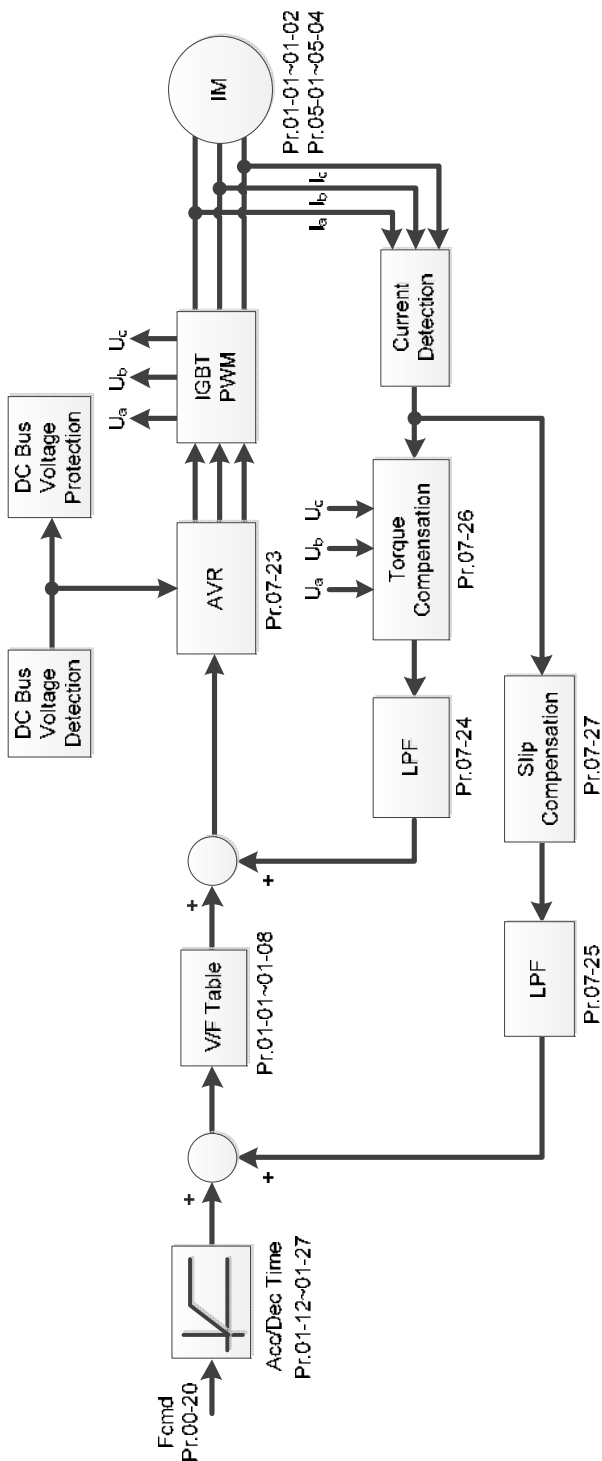 Fcmd
Pr.00-20
Acc/Dec Time
Pr.01-12~01-27
+
+
V/F Table
Pr.01-01~01-08
+
+
DC Bus
Voltage
Detection
DC Bus
Voltage
Protection
AVR
Pr.07-23
Ua
Ub
Uc
IGBT
PWM
IM
Pr.01-01~01-02
Pr.05-01~05-04
Ia
Ib
Ic
Current
Detection
Ua
Ub
Uc
Torque
Compensation
Pr.07-26
LPF
Pr.07-24
Slip
Compensation
Pr.07-27
LPF
Pr.07-25